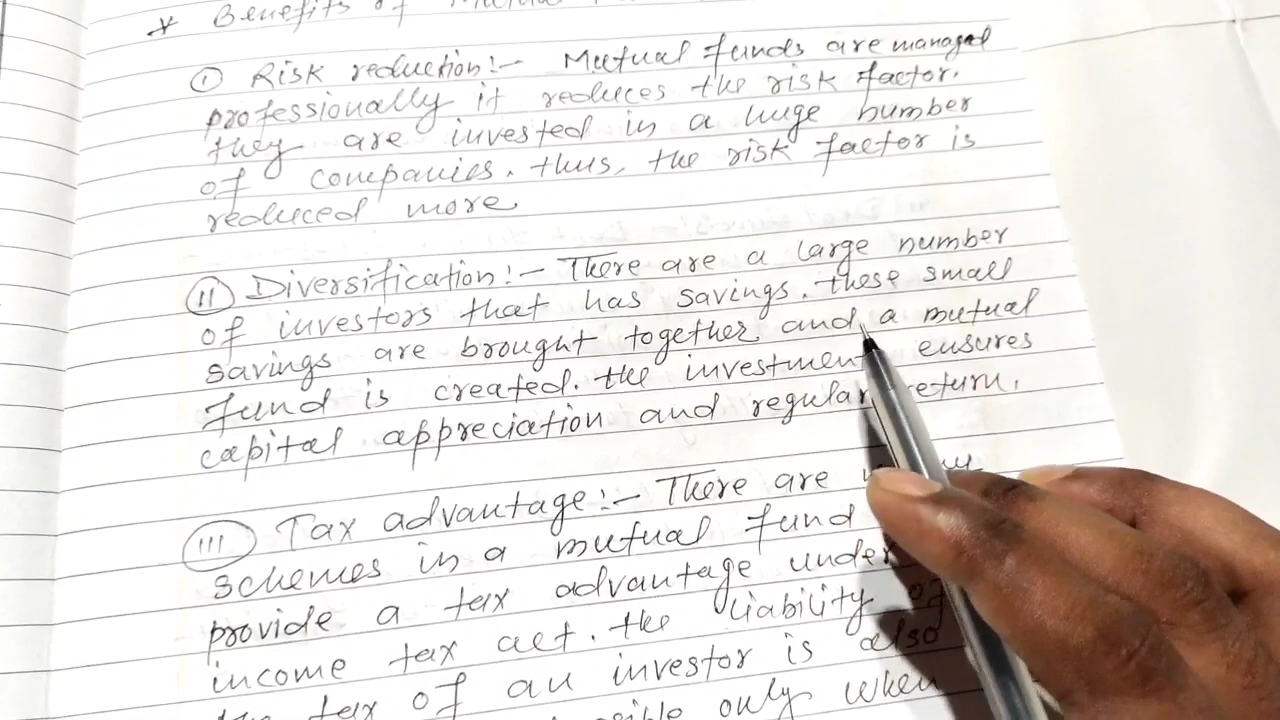 * Benefits of Mutual
① Risk reduction:- Mutual funds are managed
professionally it reduces the risk factor.
they are invested in a huge number
of companies. thus, the risk factor is
reduced more.
II Diversification:- There are a large number
of investors that has savings. these small
savings are brought together and a mutual
fund is created. the investment ensures
capital appreciation and regular return.
III Tax advantage:- There are
schemes in a mutual fund
provide a tax advantage under
income tax act. the liability of
the tax of an investor is also
only when